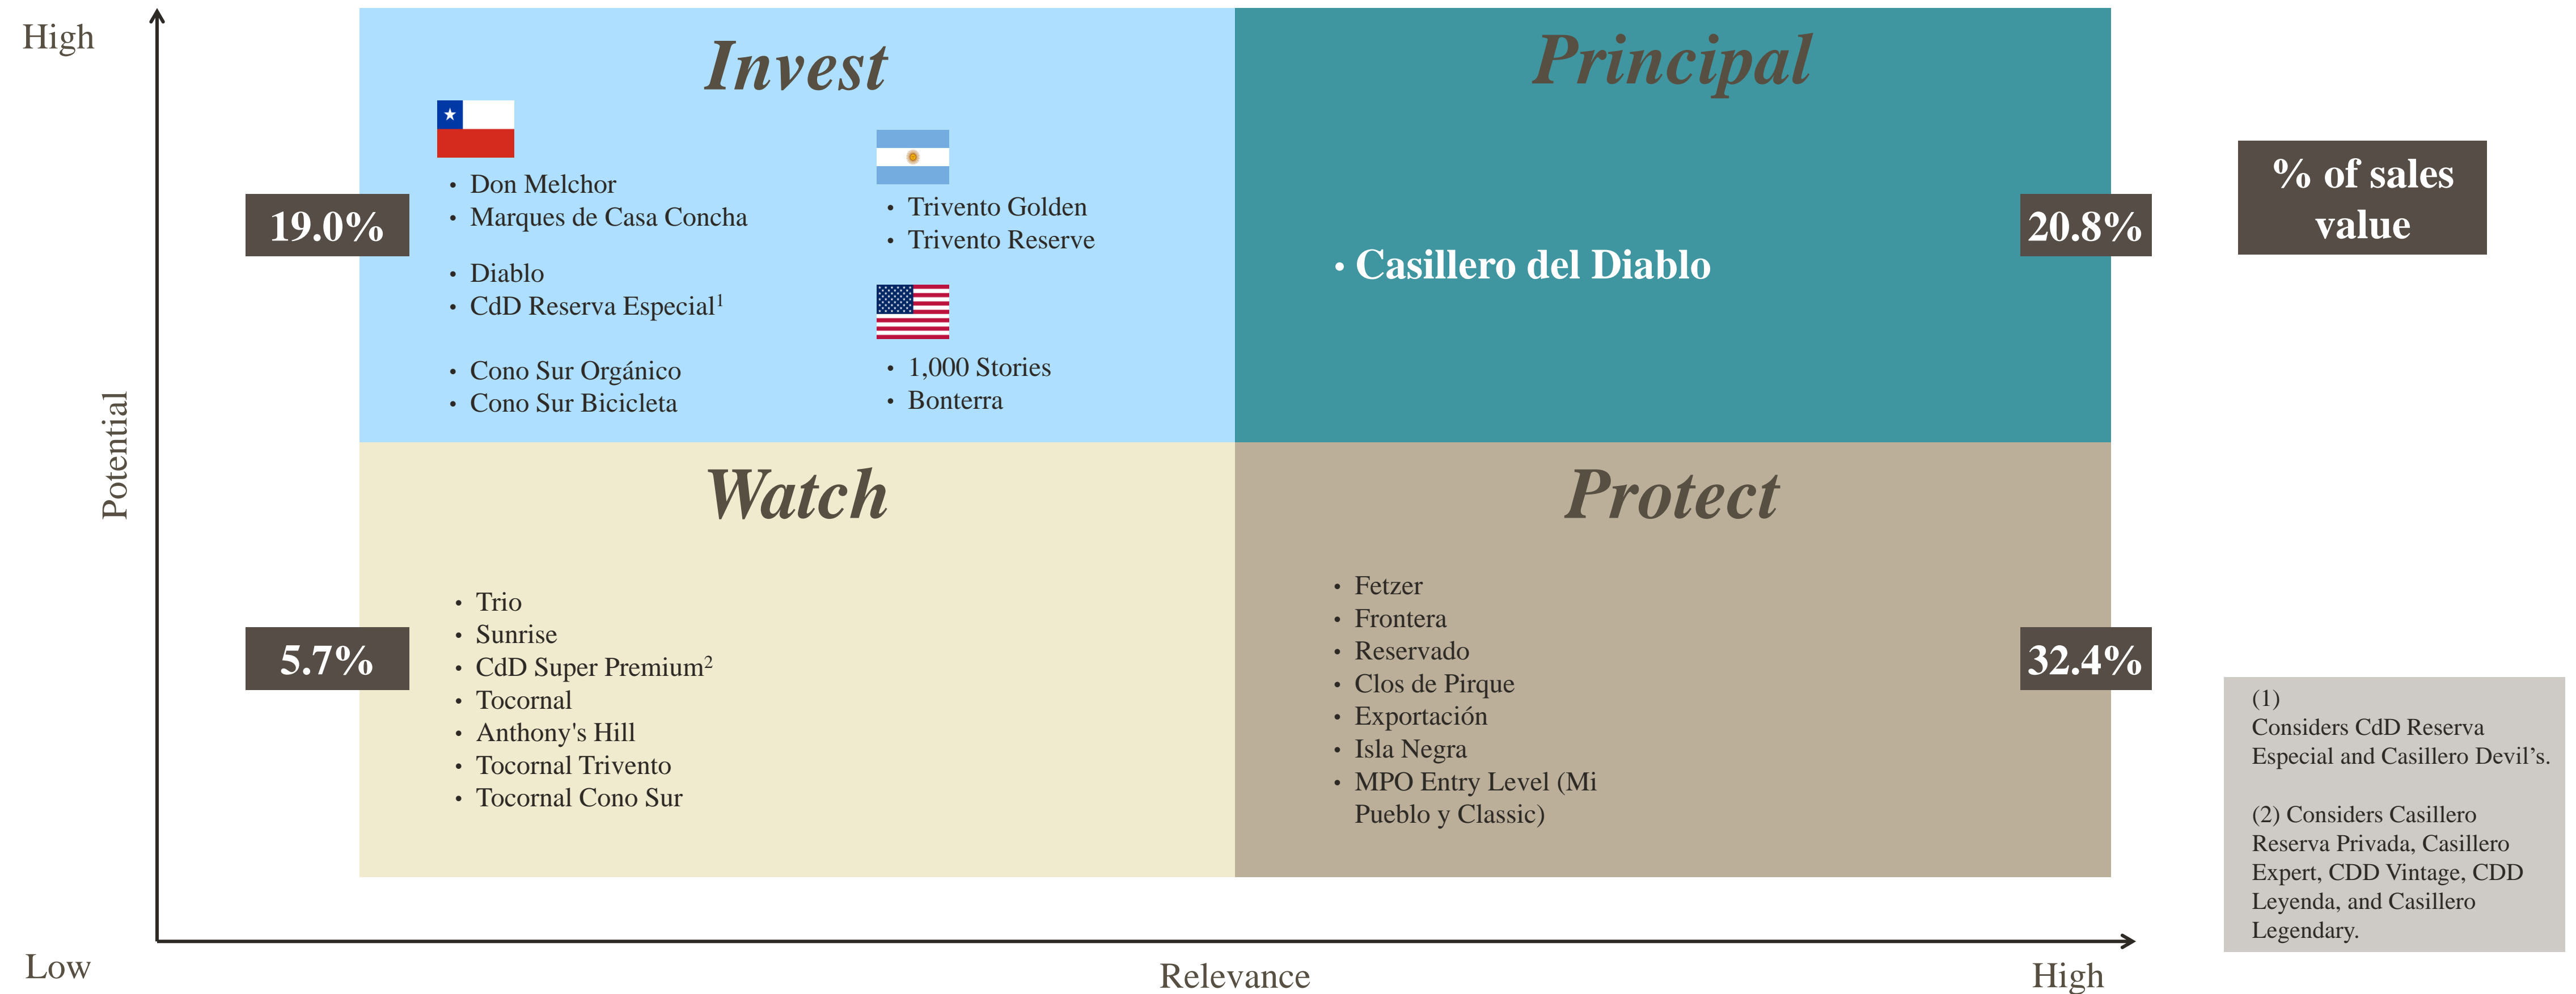 High
Potential
Low
Relevance
High
Invest
19.0%
• Don Melchor
• Marques de Casa Concha
• Diablo
• CdD Reserva Especial¹
• Cono Sur Orgánico
• Cono Sur Bicicleta
• Trivento Golden
• Trivento Reserve
• 1,000 Stories
• Bonterra
Principal
• Casillero del Diablo
20.8%
% of sales
value
Watch
5.7%
• Trio
• Sunrise
• CdD Super Premium²
• Tocornal
• Anthony's Hill
• Tocornal Trivento
• Tocornal Cono Sur
Protect
• Fetzer
• Frontera
• Reservado
• Clos de Pirque
• Exportación
• Isla Negra
• MPO Entry Level (Mi
Pueblo y Classic)
32.4%
(1)
Considers CdD Reserva
Especial and Casillero Devil’s.
(2) Considers Casillero
Reserva Privada, Casillero
Expert, CDD Vintage, CDD
Leyenda, and Casillero
Legendary.